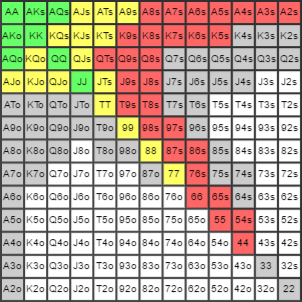 AA AKs AQs AJs ATs A9s A8s A7s A6s A5s A4s A3s A2s
AKo KK KQs KJs KTs K9s K8s K7s K6s K5s K4s K3s K2s
AQo KQo QQ QJs QTs Q9s Q8s Q7s Q6s Q5s Q4s Q3s Q2s
AJo KJo QJo JJ JTs J9s J8s J7s J6s J5s J4s J3s J2s
ATo KTo QTo JTo TT T9s T8s T7s T6s T5s T4s T3s T2s
A9o K9o Q9o J9o T9o 99 98s 97s 96s 95s 94s 93s 92s
A8o K8o Q8o J8o T8o 98o 88 87s 86s 85s 84s 83s 82s
A7o K7o Q7o J7o T7o 97o 87o 77 76s 75s 74s 73s 72s
A6o K6o Q6o J6o T6o 96o 86o 76o 66 65s 64s 63s 62s
A5o K5o Q5o J5o T5o 95o 85o 75o 65o 55 54s 53s 52s
A4o K4o Q4o J4o T4o 94o 84o 74o 64o 54o 44 43s 42s
A3o K3o Q3o J3o T3o 93o 83o 73o 63o 53o 43o 33 32s
A2o K2o Q2o J2o T2o 92o 82o 72o 62o 52o 42o 32o 22